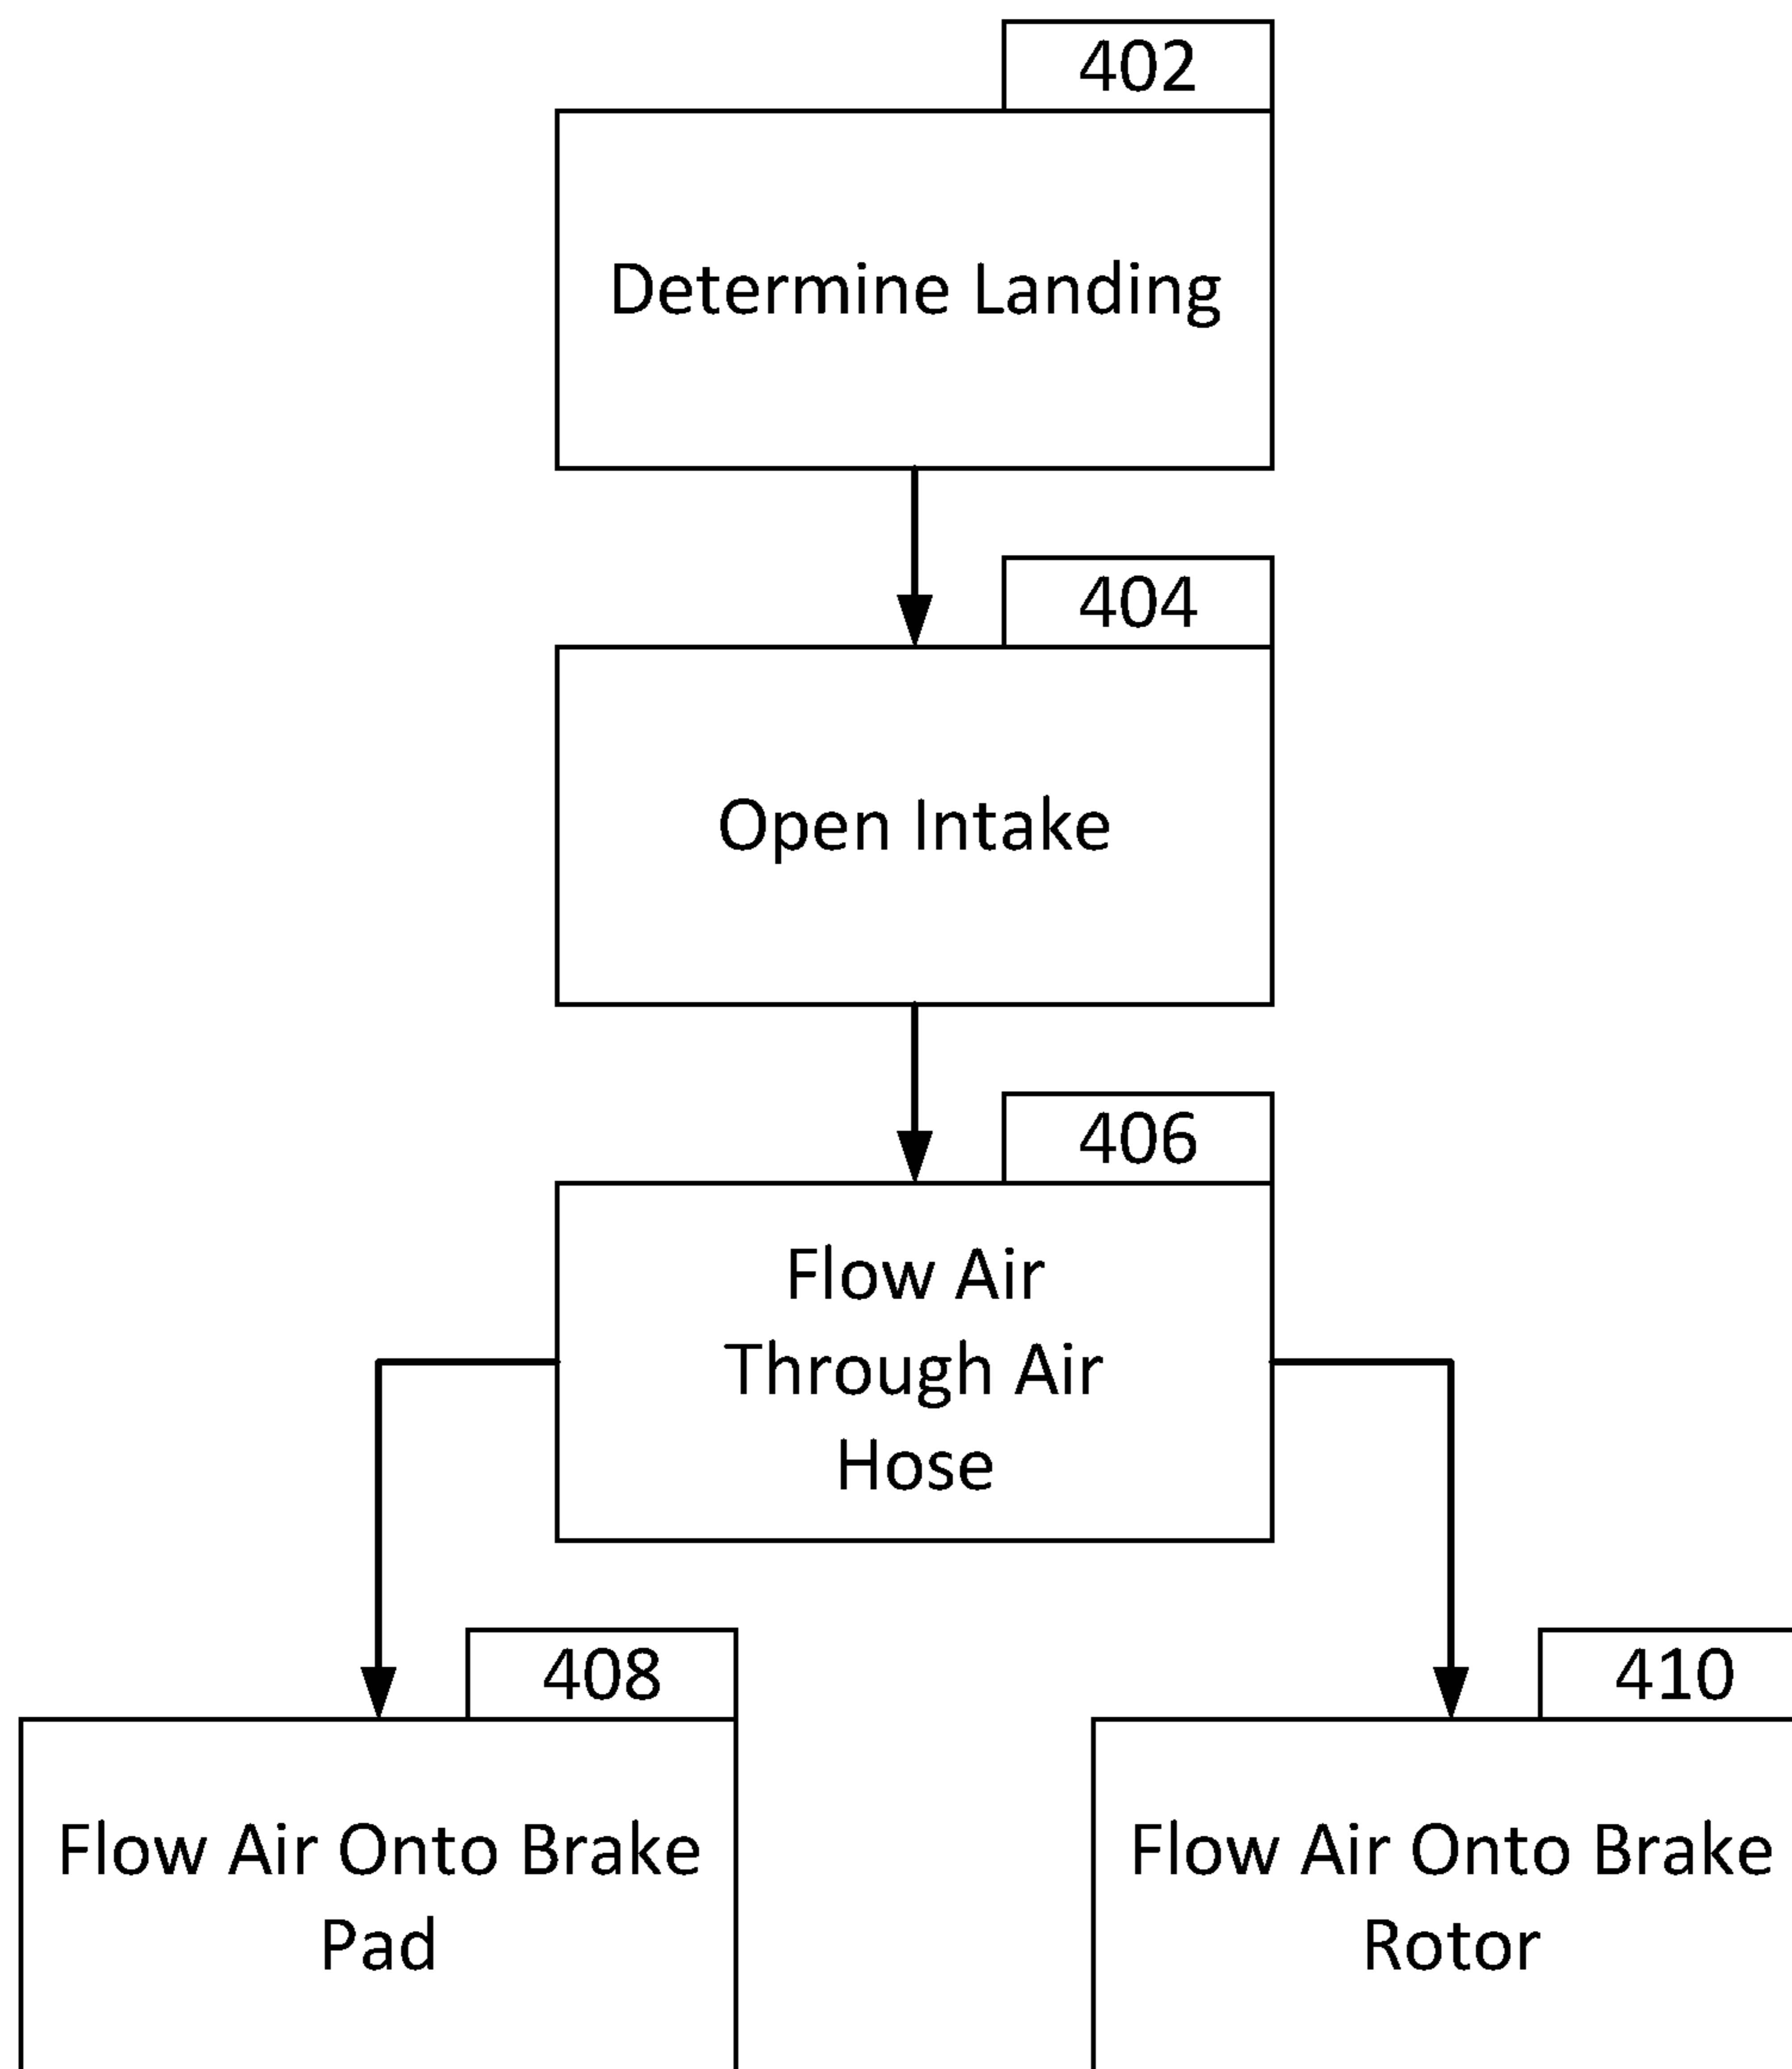 402
Determine Landing
404
Open Intake
406
Flow Air
Through Air
Hose
408
Flow Air Onto Brake
Pad
410
Flow Air Onto Brake
Rotor